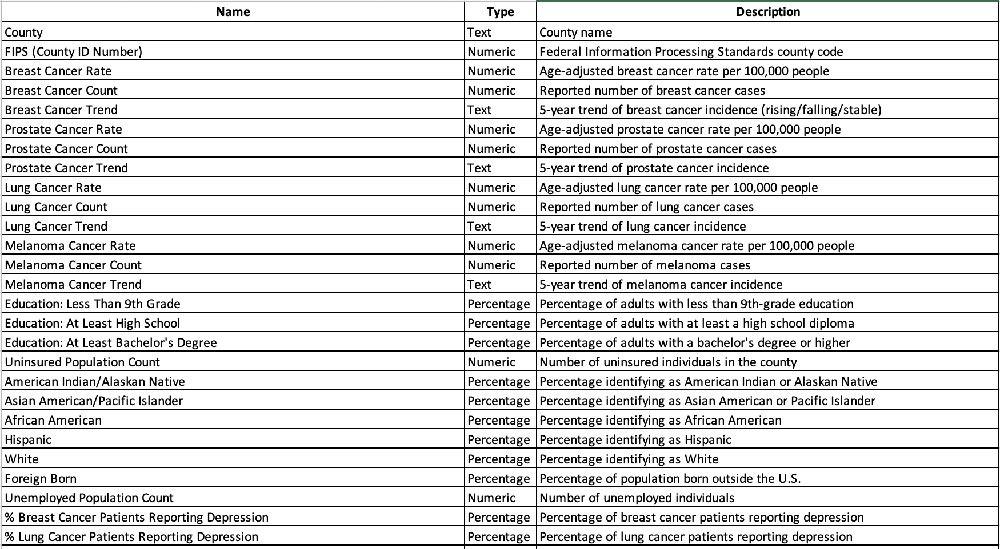 Name Type Description
County Text County name
FIPS (County ID Number) Numeric Federal Information Processing Standards county code
Breast Cancer Rate Numeric Age-adjusted breast cancer rate per 100,000 people
Breast Cancer Count Numeric Reported number of breast cancer cases
Breast Cancer Trend Text 5-year trend of breast cancer incidence (rising/falling/stable)
Prostate Cancer Rate Numeric Age-adjusted prostate cancer rate per 100,000 people
Prostate Cancer Count Numeric Reported number of prostate cancer cases
Prostate Cancer Trend Text 5-year trend of prostate cancer incidence
Lung Cancer Rate Numeric Age-adjusted lung cancer rate per 100,000 people
Lung Cancer Count Numeric Reported number of lung cancer cases
Lung Cancer Trend Text 5-year trend of lung cancer incidence
Melanoma Cancer Rate Numeric Age-adjusted melanoma cancer rate per 100,000 people
Melanoma Cancer Count Numeric Reported number of melanoma cases
Melanoma Cancer Trend Text 5-year trend of melanoma cancer incidence
Education: Less Than 9th Grade Percentage Percentage of adults with less than 9th-grade education
Education: At Least High School Percentage Percentage of adults with at least a high school diploma
Education: At Least Bachelor's Degree Percentage Percentage of adults with a bachelor's degree or higher
Uninsured Population Count Numeric Number of uninsured individuals in the county
American Indian/Alaskan Native Percentage Percentage identifying as American Indian or Alaskan Native
Asian American/Pacific Islander Percentage Percentage identifying as Asian American or Pacific Islander
African American Percentage Percentage identifying as African American
Hispanic Percentage Percentage identifying as Hispanic
White Percentage Percentage identifying as White
Foreign Born Percentage Percentage of population born outside the U.S.
Unemployed Population Count Numeric Number of unemployed individuals
% Breast Cancer Patients Reporting Depression Percentage Percentage of breast cancer patients reporting depression
% Lung Cancer Patients Reporting Depression Percentage Percentage of lung cancer patients reporting depression